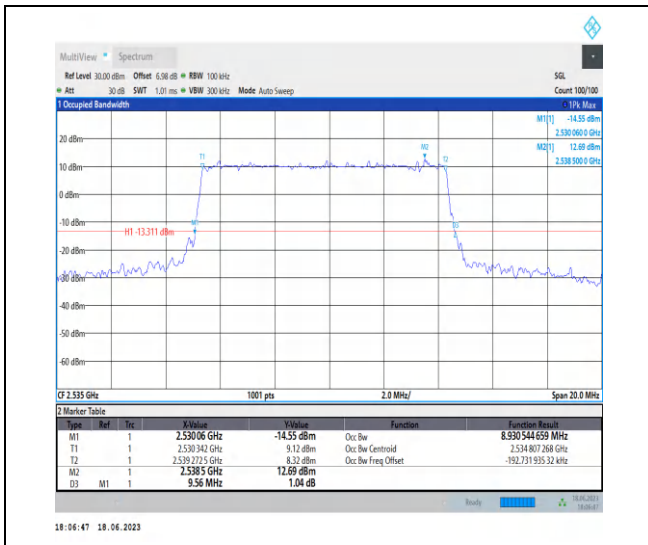 MultiView Spectrum
Ref Level 30.00 dBm Offset 6.98 dB RBW 100 kHz SGL
Att 30 dB SWT 1.01 ms VBW 300 kHz Mode Auto Sweep Count 100/100
1 Occupied Bandwidth 1Pk Max
M1[1] -14.55 dBm
2.530 060 0 GHz
M2[1] 12.69 dBm
2.538 500 0 GHz
20 dBm
M2
T1 T2
10 dBm
0 dBm
-10 dBm
M1 D3
H1 -13.311 dBm
-20 dBm
-30 dBm
-40 dBm
-50 dBm
-60 dBm
CF 2.535 GHz 1001 pts 2.0 MHz/ Span 20.0 MHz
2 Marker Table
Type Ref Trc X-Value Y-Value Function Function Result
M1 1 2.530 06 GHz -14.55 dBm Occ Bw 8.930 544 659 MHz
T1 1 2.530 342 GHz 9.12 dBm Occ Bw Centroid 2.534 807 268 GHz
T2 1 2.539 272 5 GHz 8.32 dBm Occ Bw Freq Offset -192.731 935 32 kHz
M2 1 2.538 5 GHz 12.69 dBm
D3 M1 1 9.56 MHz 1.04 dB
Ready 18.06.2023
18:06:47
18:06:47 18.06.2023